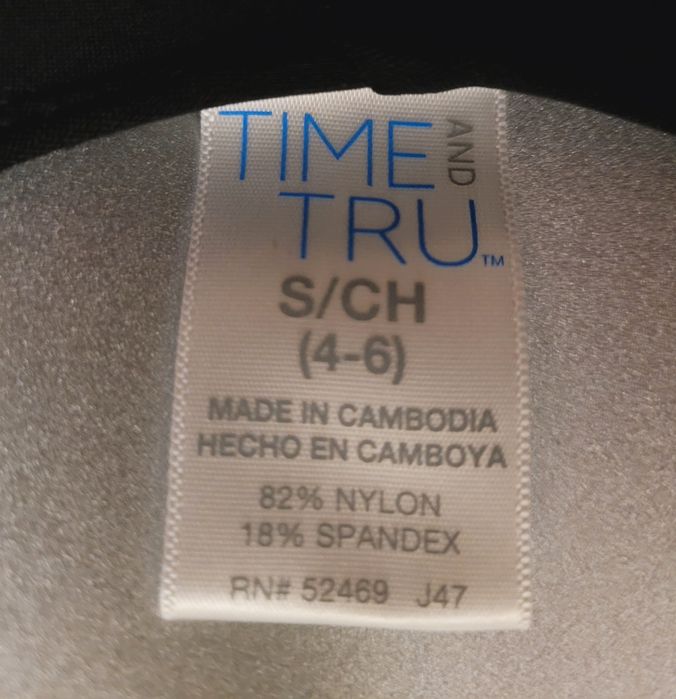 TIME AND
TRU™
S/CH
(4-6)
MADE IN CAMBODIA
HECHO EN CAMBOYA
82% NYLON
18% SPANDEX
RN# 52469 J47